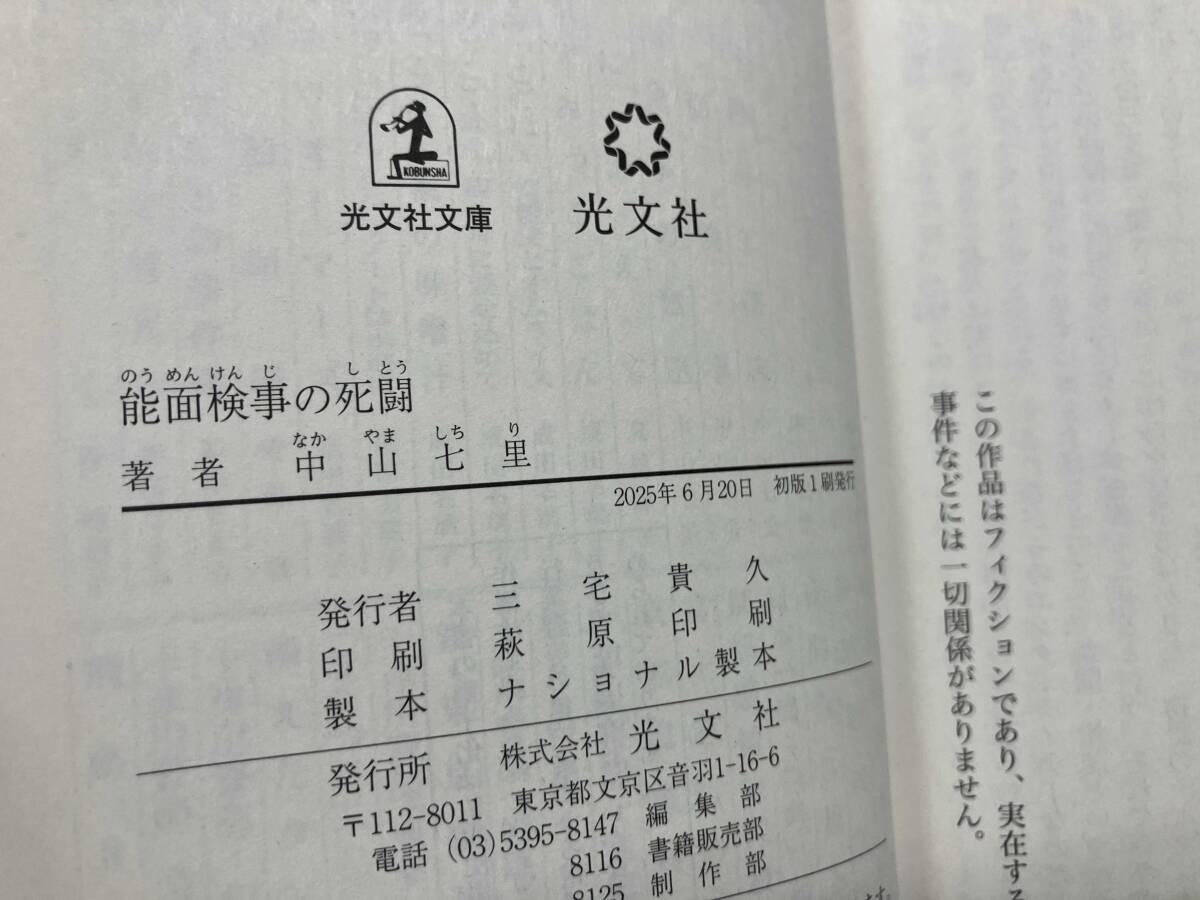 KOBUNSHA
光文社文庫
光文社
のうめんけんじ しとう
能面検事の死闘
なか やま しち り
著者 中山七里
2025年6月20日 初版1刷発行
発行者 三宅貴久
印刷 萩原印刷
製本 ナショナル製本
発行所 株式会社 光文社
〒112-8011 東京都文京区音羽1-16-6
電話 (03)5395-8147 編集部
8116 書籍販売部
8125 制作部
この作品はフィクションであり、実在する
事件などには一切関係がありません。